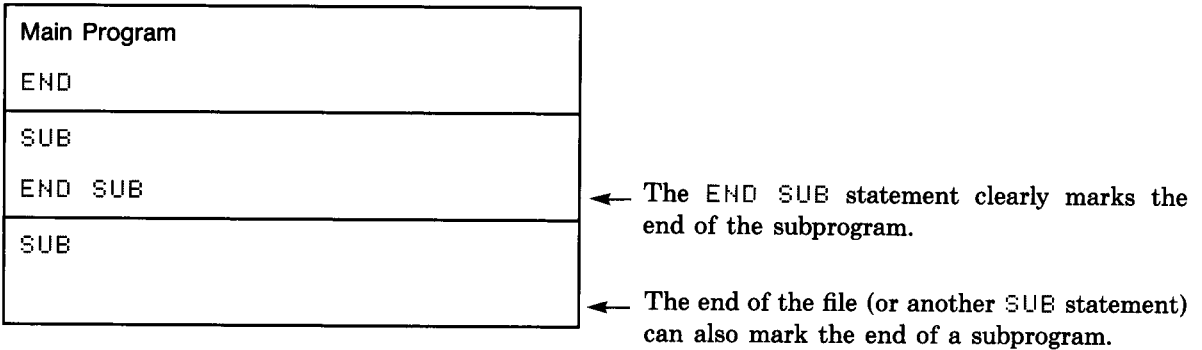 Main Program
END
SUB
END SUB
The END SUB statement clearly marks the
end of the subprogram.
SUB
The end of the file (or another SUB statement)
can also mark the end of a subprogram.